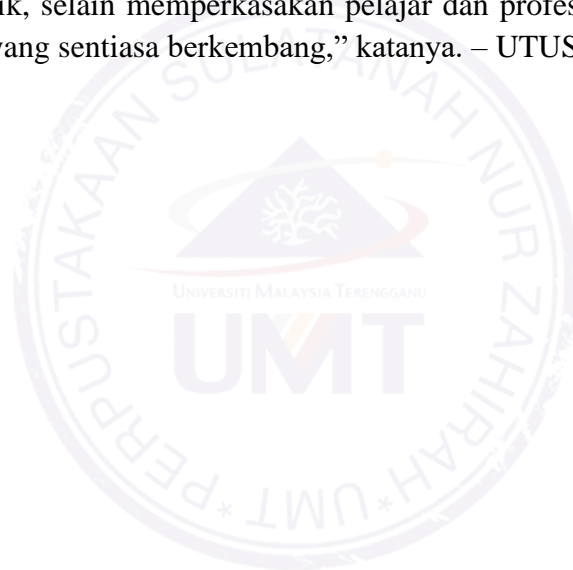 ik, selain memperkasakan pelajar dan profes
yang sentiasa berkembang,” katanya. – UTUS
PERPUSTAKAAN SULTANAH NUR ZAHIRAH
UNIVERSITI MALAYSIA TERENGGANU
UMT
* UMT *